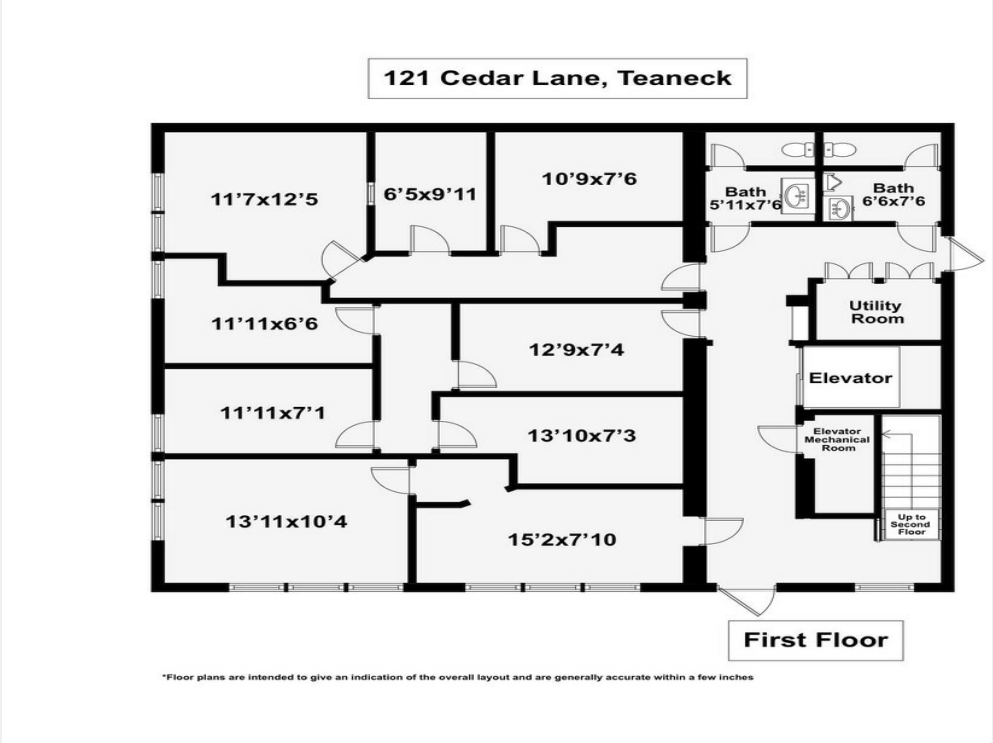 121 Cedar Lane, Teaneck
11'7x12'5
6'5x9'11
10'9x7'6
Bath
5'11x7'6
Bath
6'6x7'6
Utility
Room
11'11x6'6
12'9x7'4
Elevator
11'11x7'1
13'10x7'3
Elevator
Mechanical
Room
13'11x10'4
15'2x7'10
Up to
Second
Floor
First Floor
*Floor plans are intended to give an indication of the overall layout and are generally accurate within a few inches